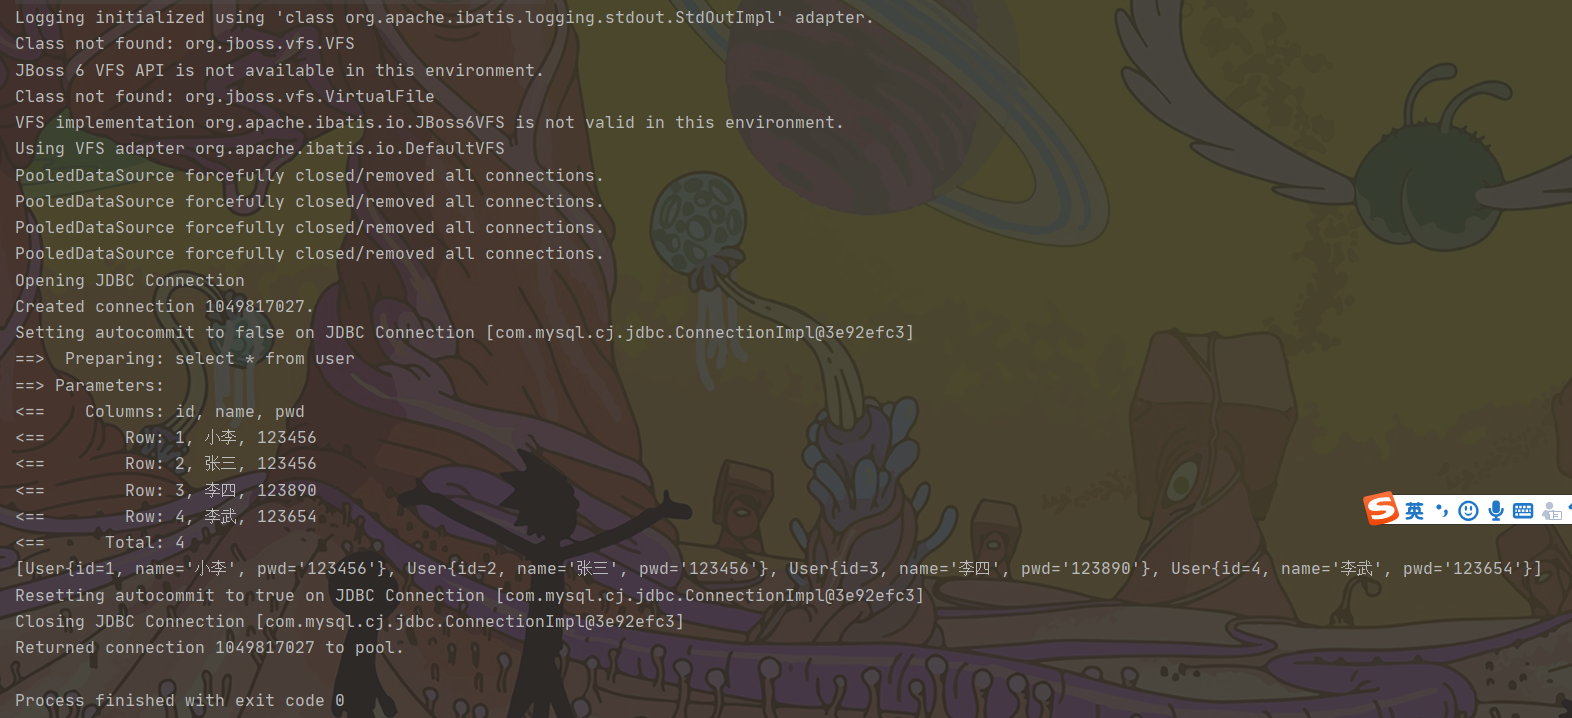 Logging initialized using 'class org.apache.ibatis.logging.stdout.StdOutImpl' adapter.
Class not found: org.jboss.vfs.VFS
JBoss 6 VFS API is not available in this environment.
Class not found: org.jboss.vfs.VirtualFile
VFS implementation org.apache.ibatis.io.JBoss6VFS is not valid in this environment.
Using VFS adapter org.apache.ibatis.io.DefaultVFS
PooledDataSource forcefully closed/removed all connections.
PooledDataSource forcefully closed/removed all connections.
PooledDataSource forcefully closed/removed all connections.
PooledDataSource forcefully closed/removed all connections.
Opening JDBC Connection
Created connection 1049817027.
Setting autocommit to false on JDBC Connection [com.mysql.cj.jdbc.ConnectionImpl@3e92efc3]
==>  Preparing: select * from user
==> Parameters:
<==    Columns: id, name, pwd
<==        Row: 1, 小李, 123456
<==        Row: 2, 张三, 123456
<==        Row: 3, 李四, 123890
<==        Row: 4, 李武, 123654
<==      Total: 4
[User{id=1, name='小李', pwd='123456'}, User{id=2, name='张三', pwd='123456'}, User{id=3, name='李四', pwd='123890'}, User{id=4, name='李武', pwd='123654'}]
Resetting autocommit to true on JDBC Connection [com.mysql.cj.jdbc.ConnectionImpl@3e92efc3]
Closing JDBC Connection [com.mysql.cj.jdbc.ConnectionImpl@3e92efc3]
Returned connection 1049817027 to pool.
Process finished with exit code 0
S 英